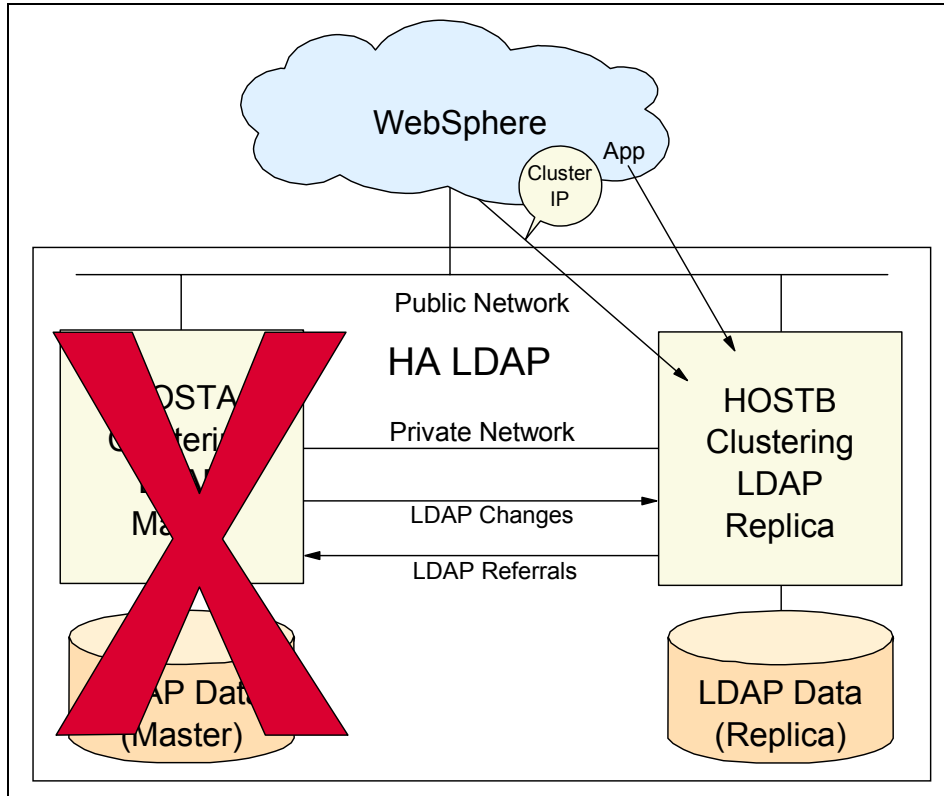 WebSphere
App
Cluster
IP
Public Network
HA LDAP
Private Network
LDAP Changes
LDAP Referrals
HOSTB
Clustering
LDAP
Replica
(Master)
LDAP Data
(Replica)